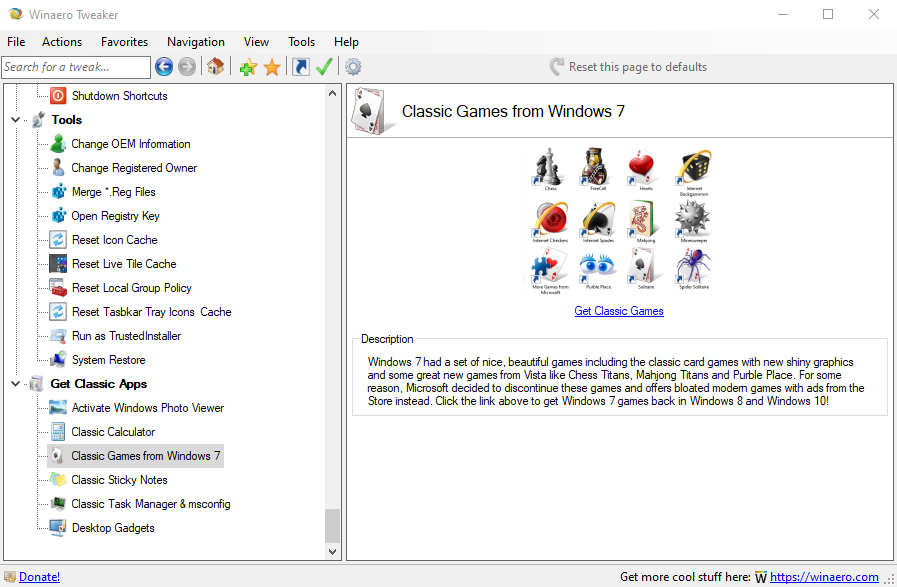 Winaero Tweaker
File Actions Favorites Navigation View Tools Help
Search for a tweak...
Reset this page to defaults
Shutdown Shortcuts
Tools
Change OEM Information
Change Registered Owner
Merge *.Reg Files
Open Registry Key
Reset Icon Cache
Reset Live Tile Cache
Reset Local Group Policy
Reset Tasbkar Tray Icons Cache
Run as TrustedInstaller
System Restore
Get Classic Apps
Activate Windows Photo Viewer
Classic Calculator
Classic Games from Windows 7
Classic Sticky Notes
Classic Task Manager & msconfig
Desktop Gadgets
Classic Games from Windows 7
Chess FreeCell Hearts Internet
Backgammon
Internet Checkers Internet Spades Mahjong Minesweeper
More Games from Purble Place Solitaire Spider Solitaire
Microsoft
Get Classic Games
Description
Windows 7 had a set of nice, beautiful games including the classic card games with new shiny graphics
and some great new games from Vista like Chess Titans, Mahjong Titans and Purble Place. For some
reason, Microsoft decided to discontinue these games and offers bloated modern games with ads from the
Store instead. Click the link above to get Windows 7 games back in Windows 8 and Windows 10!
Donate!
Get more cool stuff here: W https://winaero.com